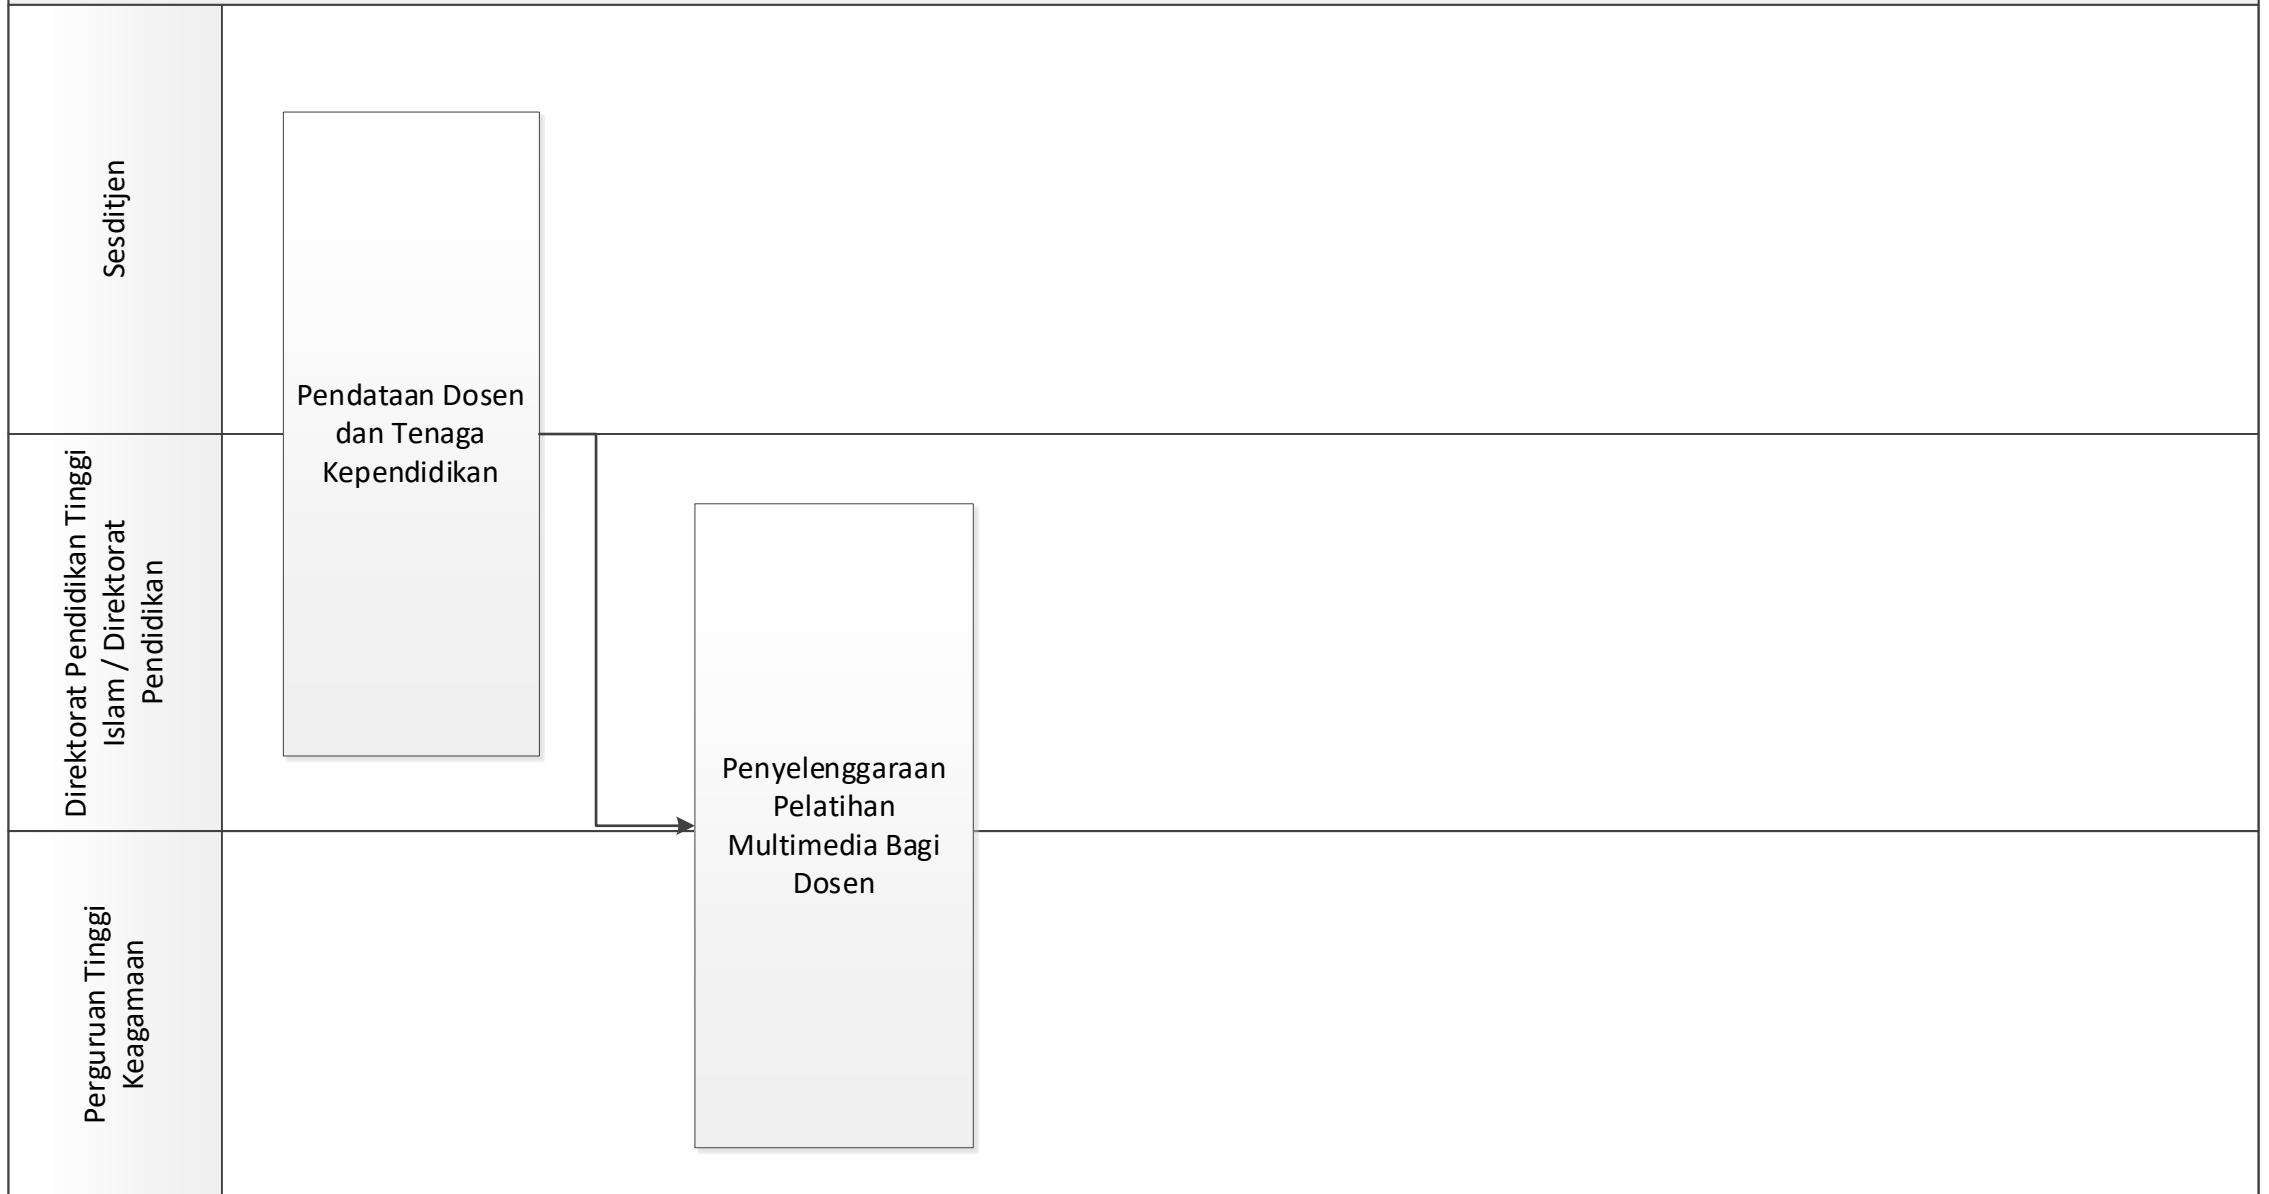 Sesditjen
Pendataan Dosen
dan Tenaga
Kependidikan
Direktorat Pendidikan Tinggi
Islam / Direktorat
Pendidikan
Penyelenggaraan
Pelatihan
Multimedia Bagi
Dosen
Perguruan Tinggi
Keagamaan